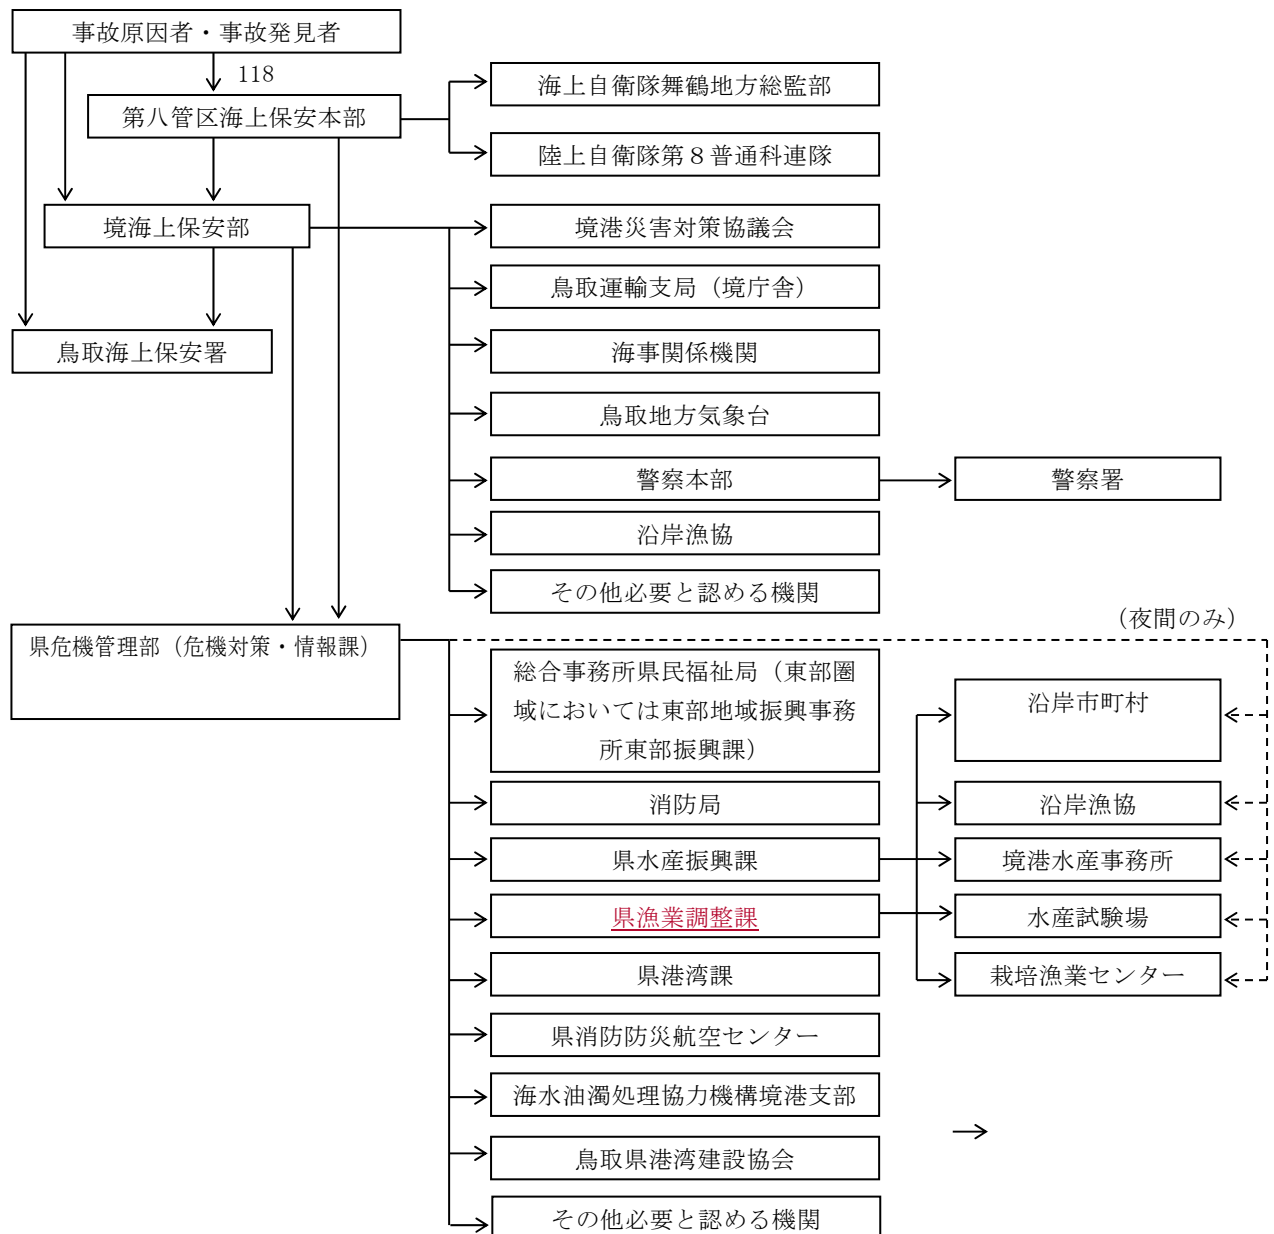 事故原因者・事故発見者
118
第八管区海上保安本部
海上自衛隊舞鶴地方総監部
陸上自衛隊第８普通科連隊
境海上保安部
境港災害対策協議会
鳥取運輸支局（境庁舎）
鳥取海上保安署
海事関係機関
鳥取地方気象台
警察本部
警察署
沿岸漁協
その他必要と認める機関
（夜間のみ）
県危機管理部（危機対策・情報課）
総合事務所県民福祉局（東部圏
域においては東部地域振興事務
所東部振興課）
沿岸市町村
消防局
沿岸漁協
県水産振興課
境港水産事務所
県漁業調整課
水産試験場
県港湾課
栽培漁業センター
県消防防災航空センター
海水油濁処理協力機構境港支部
鳥取県港湾建設協会
その他必要と認める機関